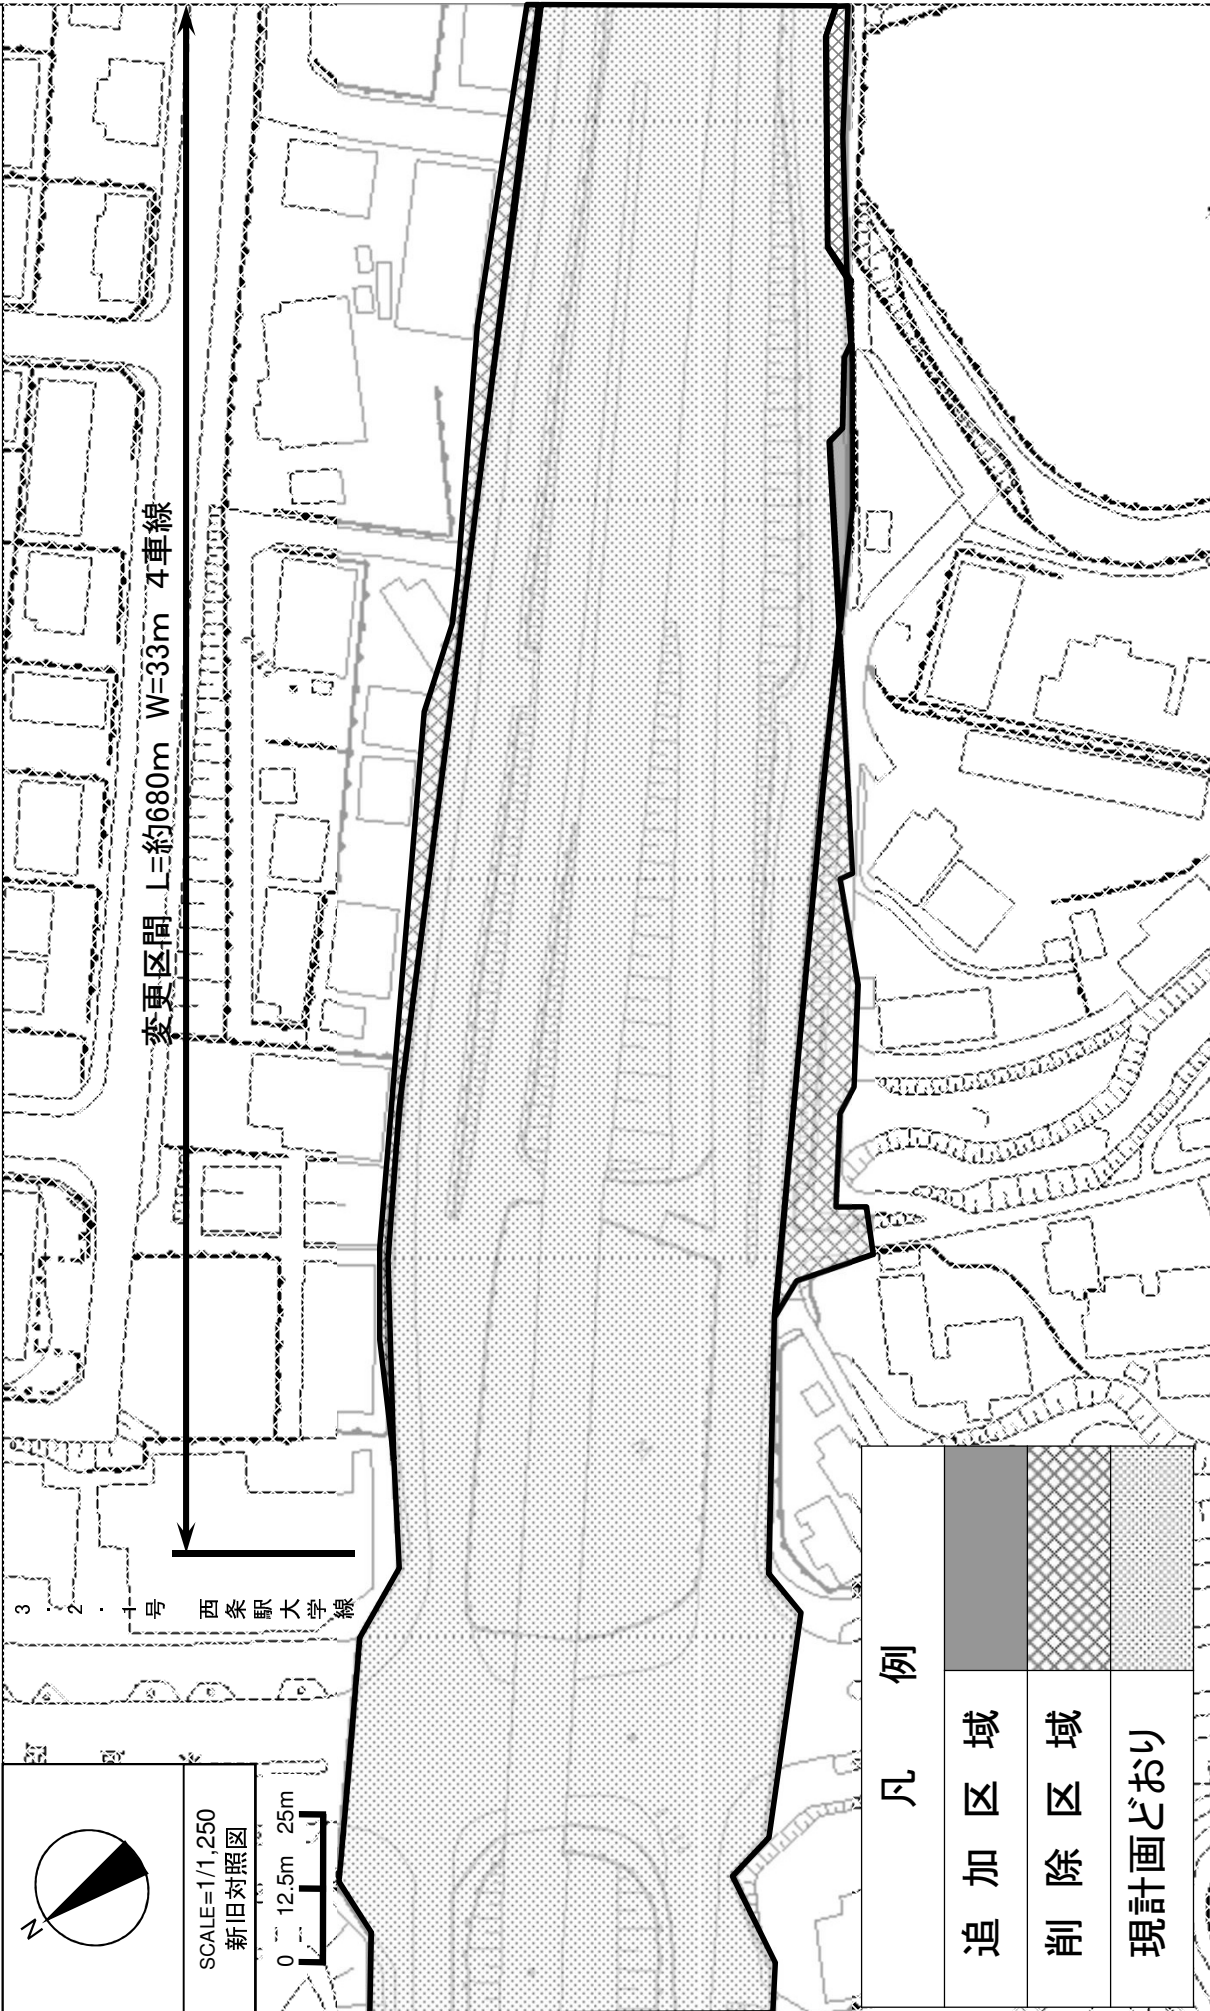 N
SCALE=1/1,250
新旧対照図
0 12.5m 25m
3・2・1号 西条駅大学線
変更区間 L=約680m W=33m 4車線
凡例
追加区域
削除区域
現計画どおり